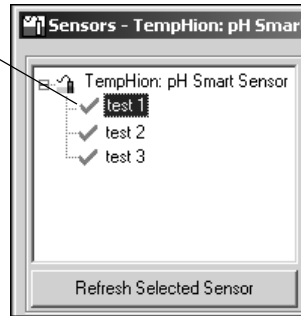 Sensors - TempHion: pH Smar
TempHion: pH Smart Sensor
test 1
test 2
test 3
Refresh Selected Sensor